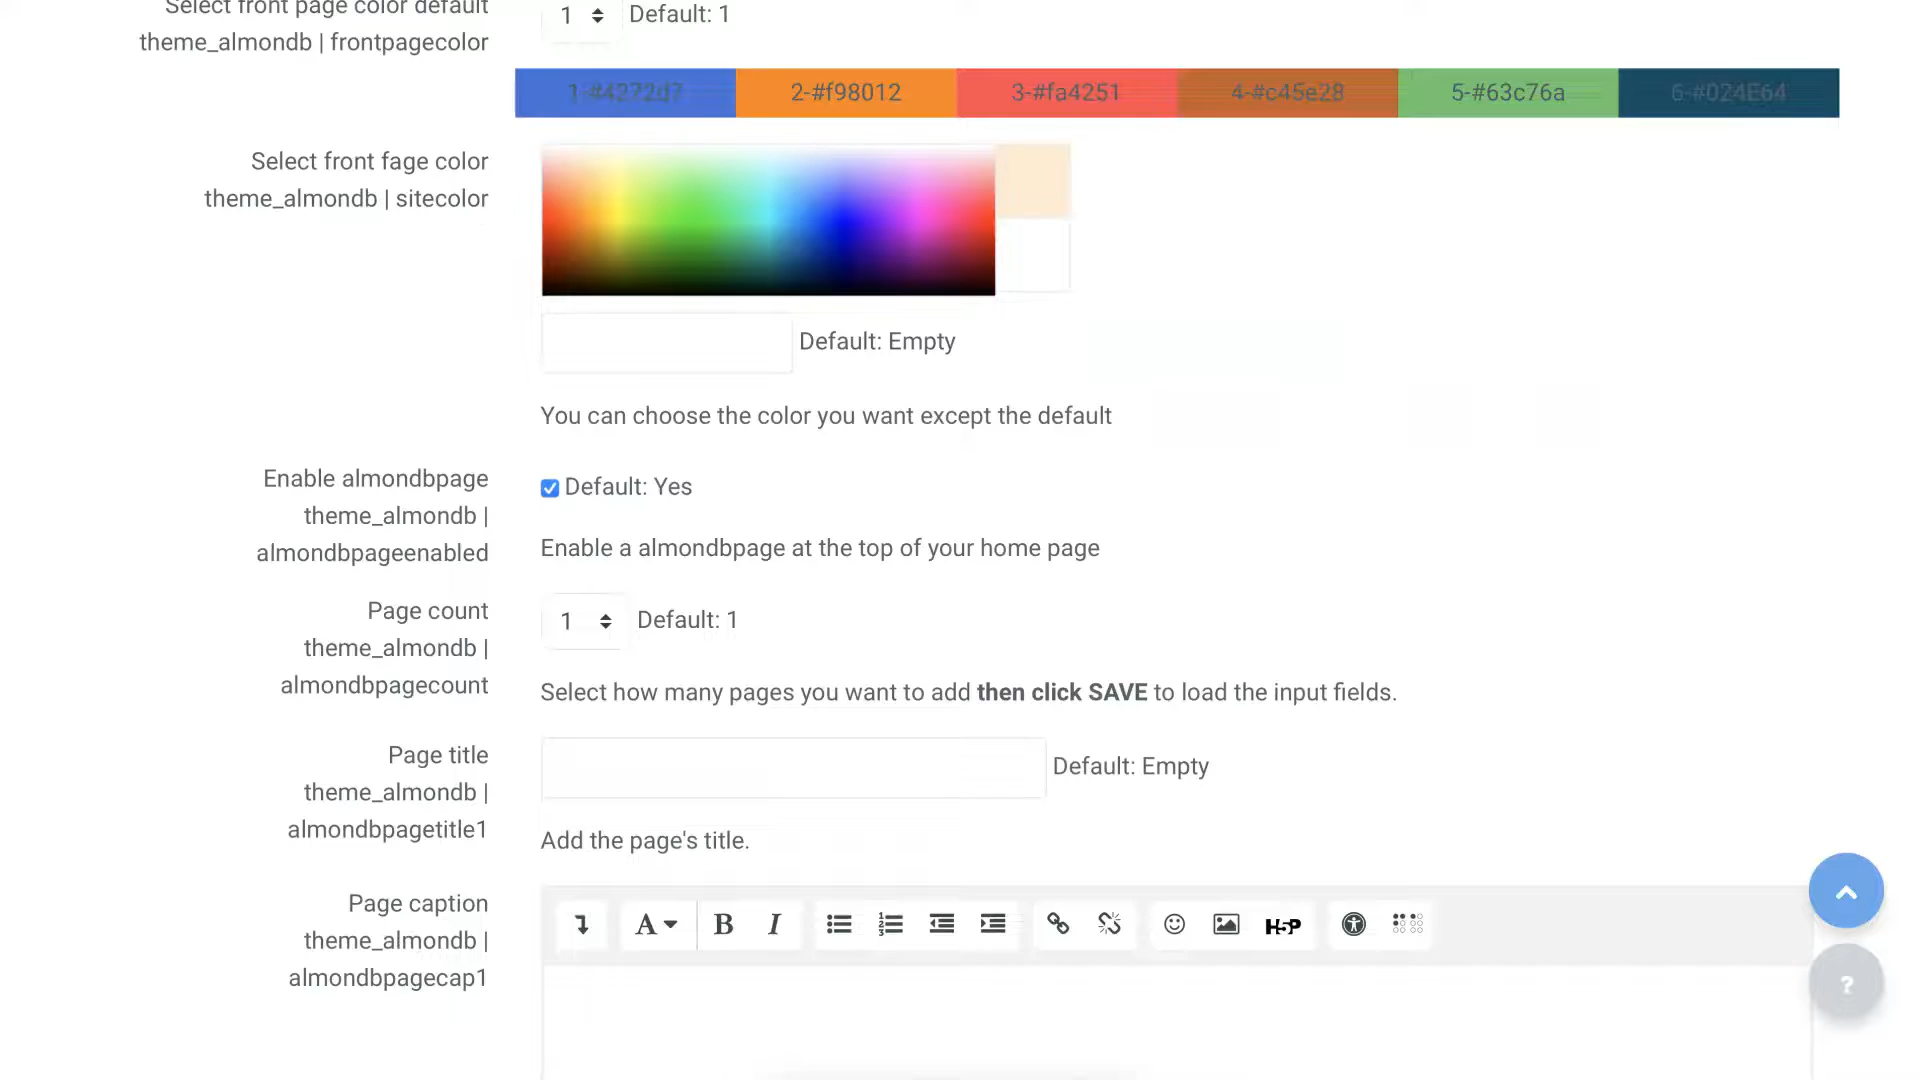 Select front page color default
theme_almondb | frontpagecolor
1 Default: 1
1-#4272d7 2-#f98012 3-#fa4251 4-#c45e28 5-#63c76a 6-#024E64
Select front fage color
theme_almondb | sitecolor
Default: Empty
You can choose the color you want except the default
Enable almondbpage
theme_almondb |
almondbpageenabled
Default: Yes
Enable a almondbpage at the top of your home page
Page count
theme_almondb |
almondbpagecount
1 Default: 1
Select how many pages you want to add then click SAVE to load the input fields.
Page title
theme_almondb |
almondbpagetitle1
Default: Empty
Add the page's title.
Page caption
theme_almondb |
almondbpagecap1
A B I H5P
?